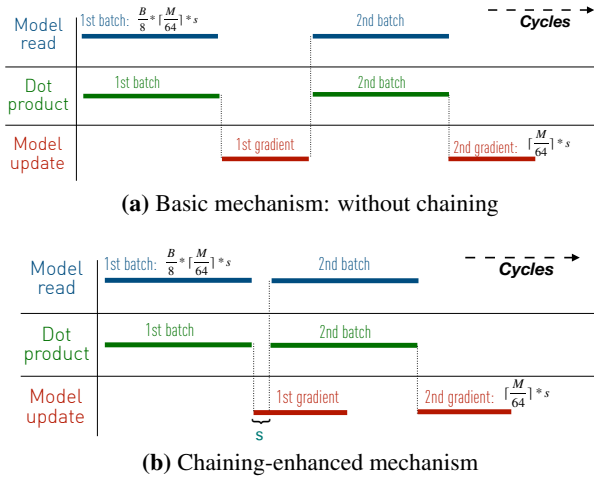 Model read
1st batch: B/8 * ⌈M/64⌉ * s
2nd batch
Cycles
Dot product
1st batch
2nd batch
Model update
1st gradient
2nd gradient: ⌈M/64⌉ * s
(a) Basic mechanism: without chaining
Model read
1st batch: B/8 * ⌈M/64⌉ * s
2nd batch
Cycles
Dot product
1st batch
2nd batch
Model update
1st gradient
2nd gradient: ⌈M/64⌉ * s
s
(b) Chaining-enhanced mechanism